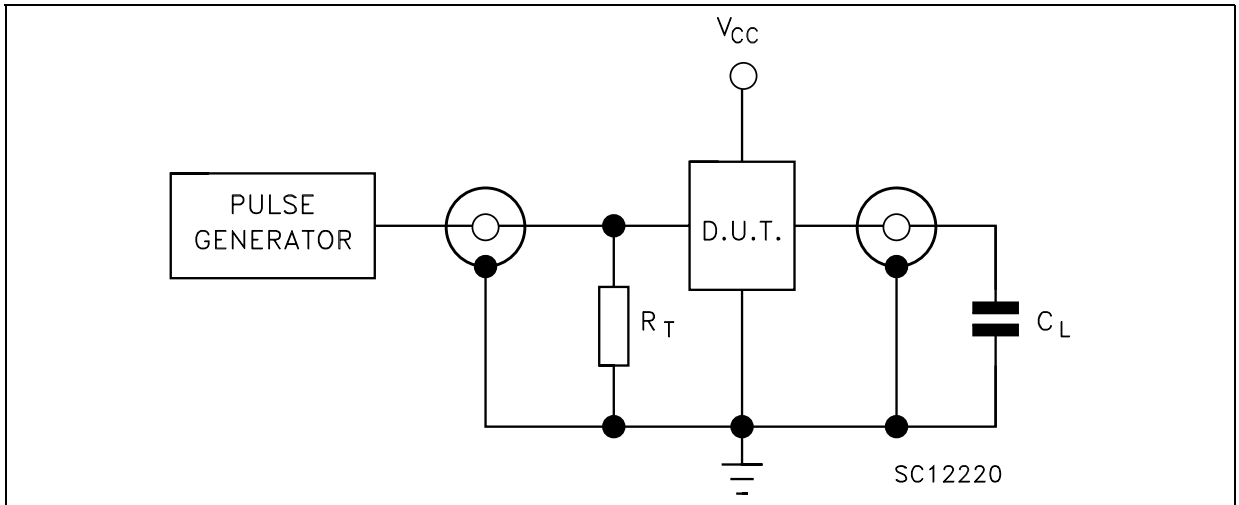 VCC
PULSE
GENERATOR
D.U.T.
RT
CL
SC12220